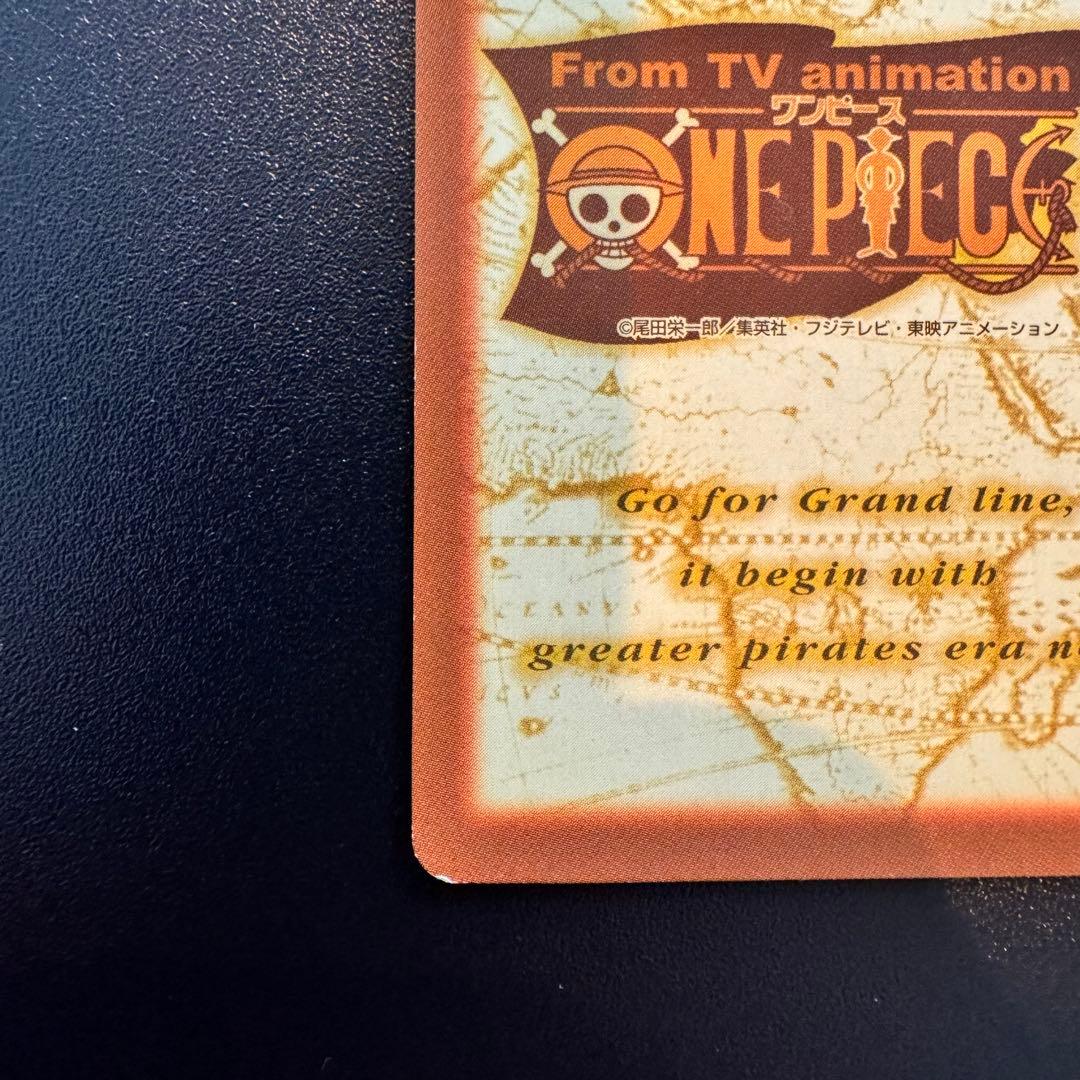 From TV animation
ワンピース
ONE PIECE
©尾田栄一郎/集英社・フジテレビ・東映アニメーション
Go for Grand line,
it begin with
greater pirates era